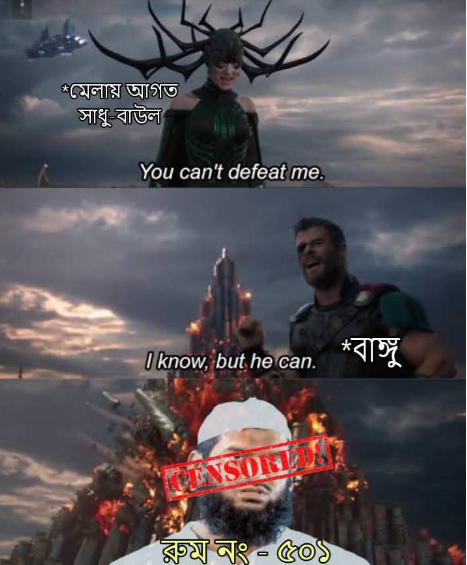 *মেলায় আগত
সাধু-বাউল
You can't defeat me.
I know, but he can.
*বাঙ্গু
CENSORED!
রুম নং - ৫০১